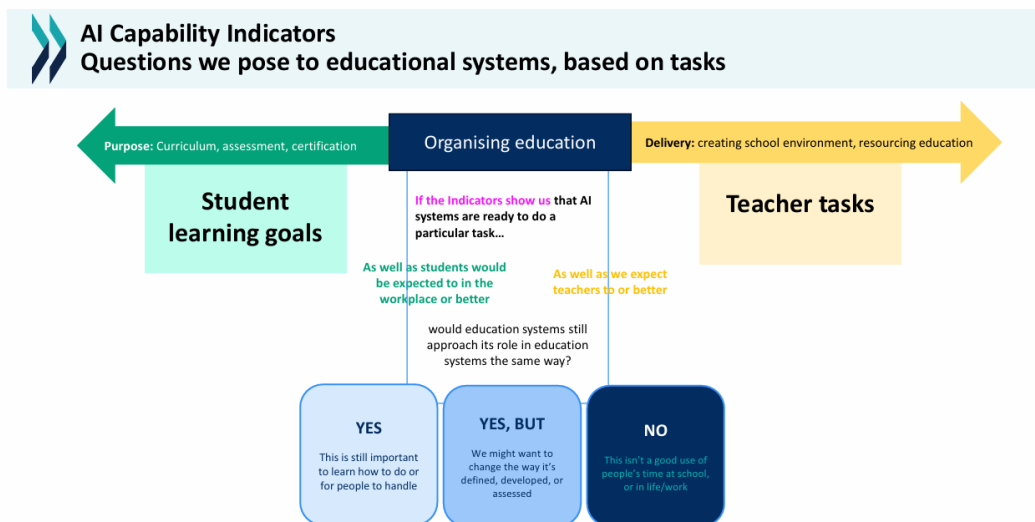 AI Capability Indicators
Questions we pose to educational systems, based on tasks
Purpose: Curriculum, assessment, certification
Organising education
Delivery: creating school environment, resourcing education
Student
learning goals
If the Indicators show us that AI
systems are ready to do a
particular task...
Teacher tasks
As well as students would
be expected to in the
workplace or better
As well as we expect
teachers to or better
would education systems still
approach its role in education
systems the same way?
YES
This is still important
to learn how to do or
for people to handle
YES, BUT
We might want to
change the way it's
defined, developed, or
assessed
NO
This isn't a good use of
people's time at school,
or in life/work